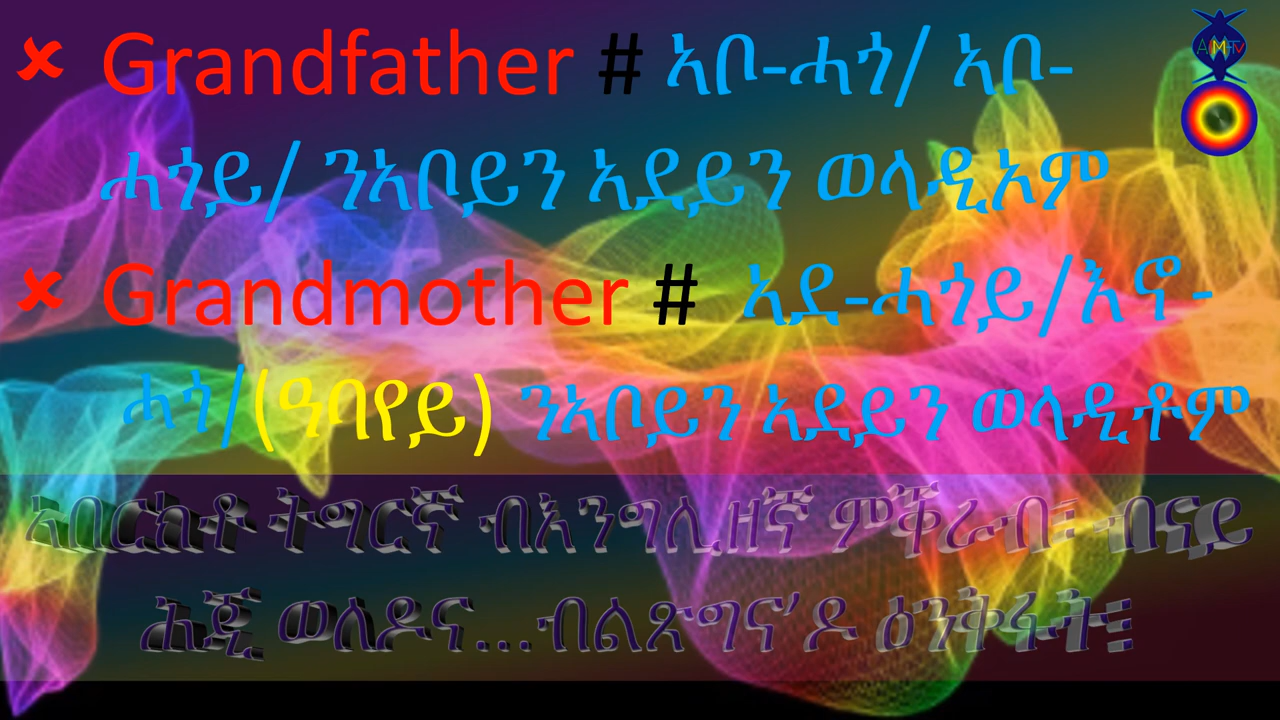 ✘ Grandfather # ኣቦ-ሓጎ/ ኣቦ-
ሓጎይ/ ንኣቦይን ኣደይን ወላዲኦም
✘ Grandmother # ኣደ-ሓጎይ/እኖ-
ሓጎ/(ዓባየይ) ንኣቦይን ኣደይን ወላዲቶም
ኣበርክቶ ትግርኛ ብእንግሊዘኛ ምቕራብ፤ ብናይ
ሕጂ ወለዶና...ብልጽግና'ዶ ዕንቅፋት፤